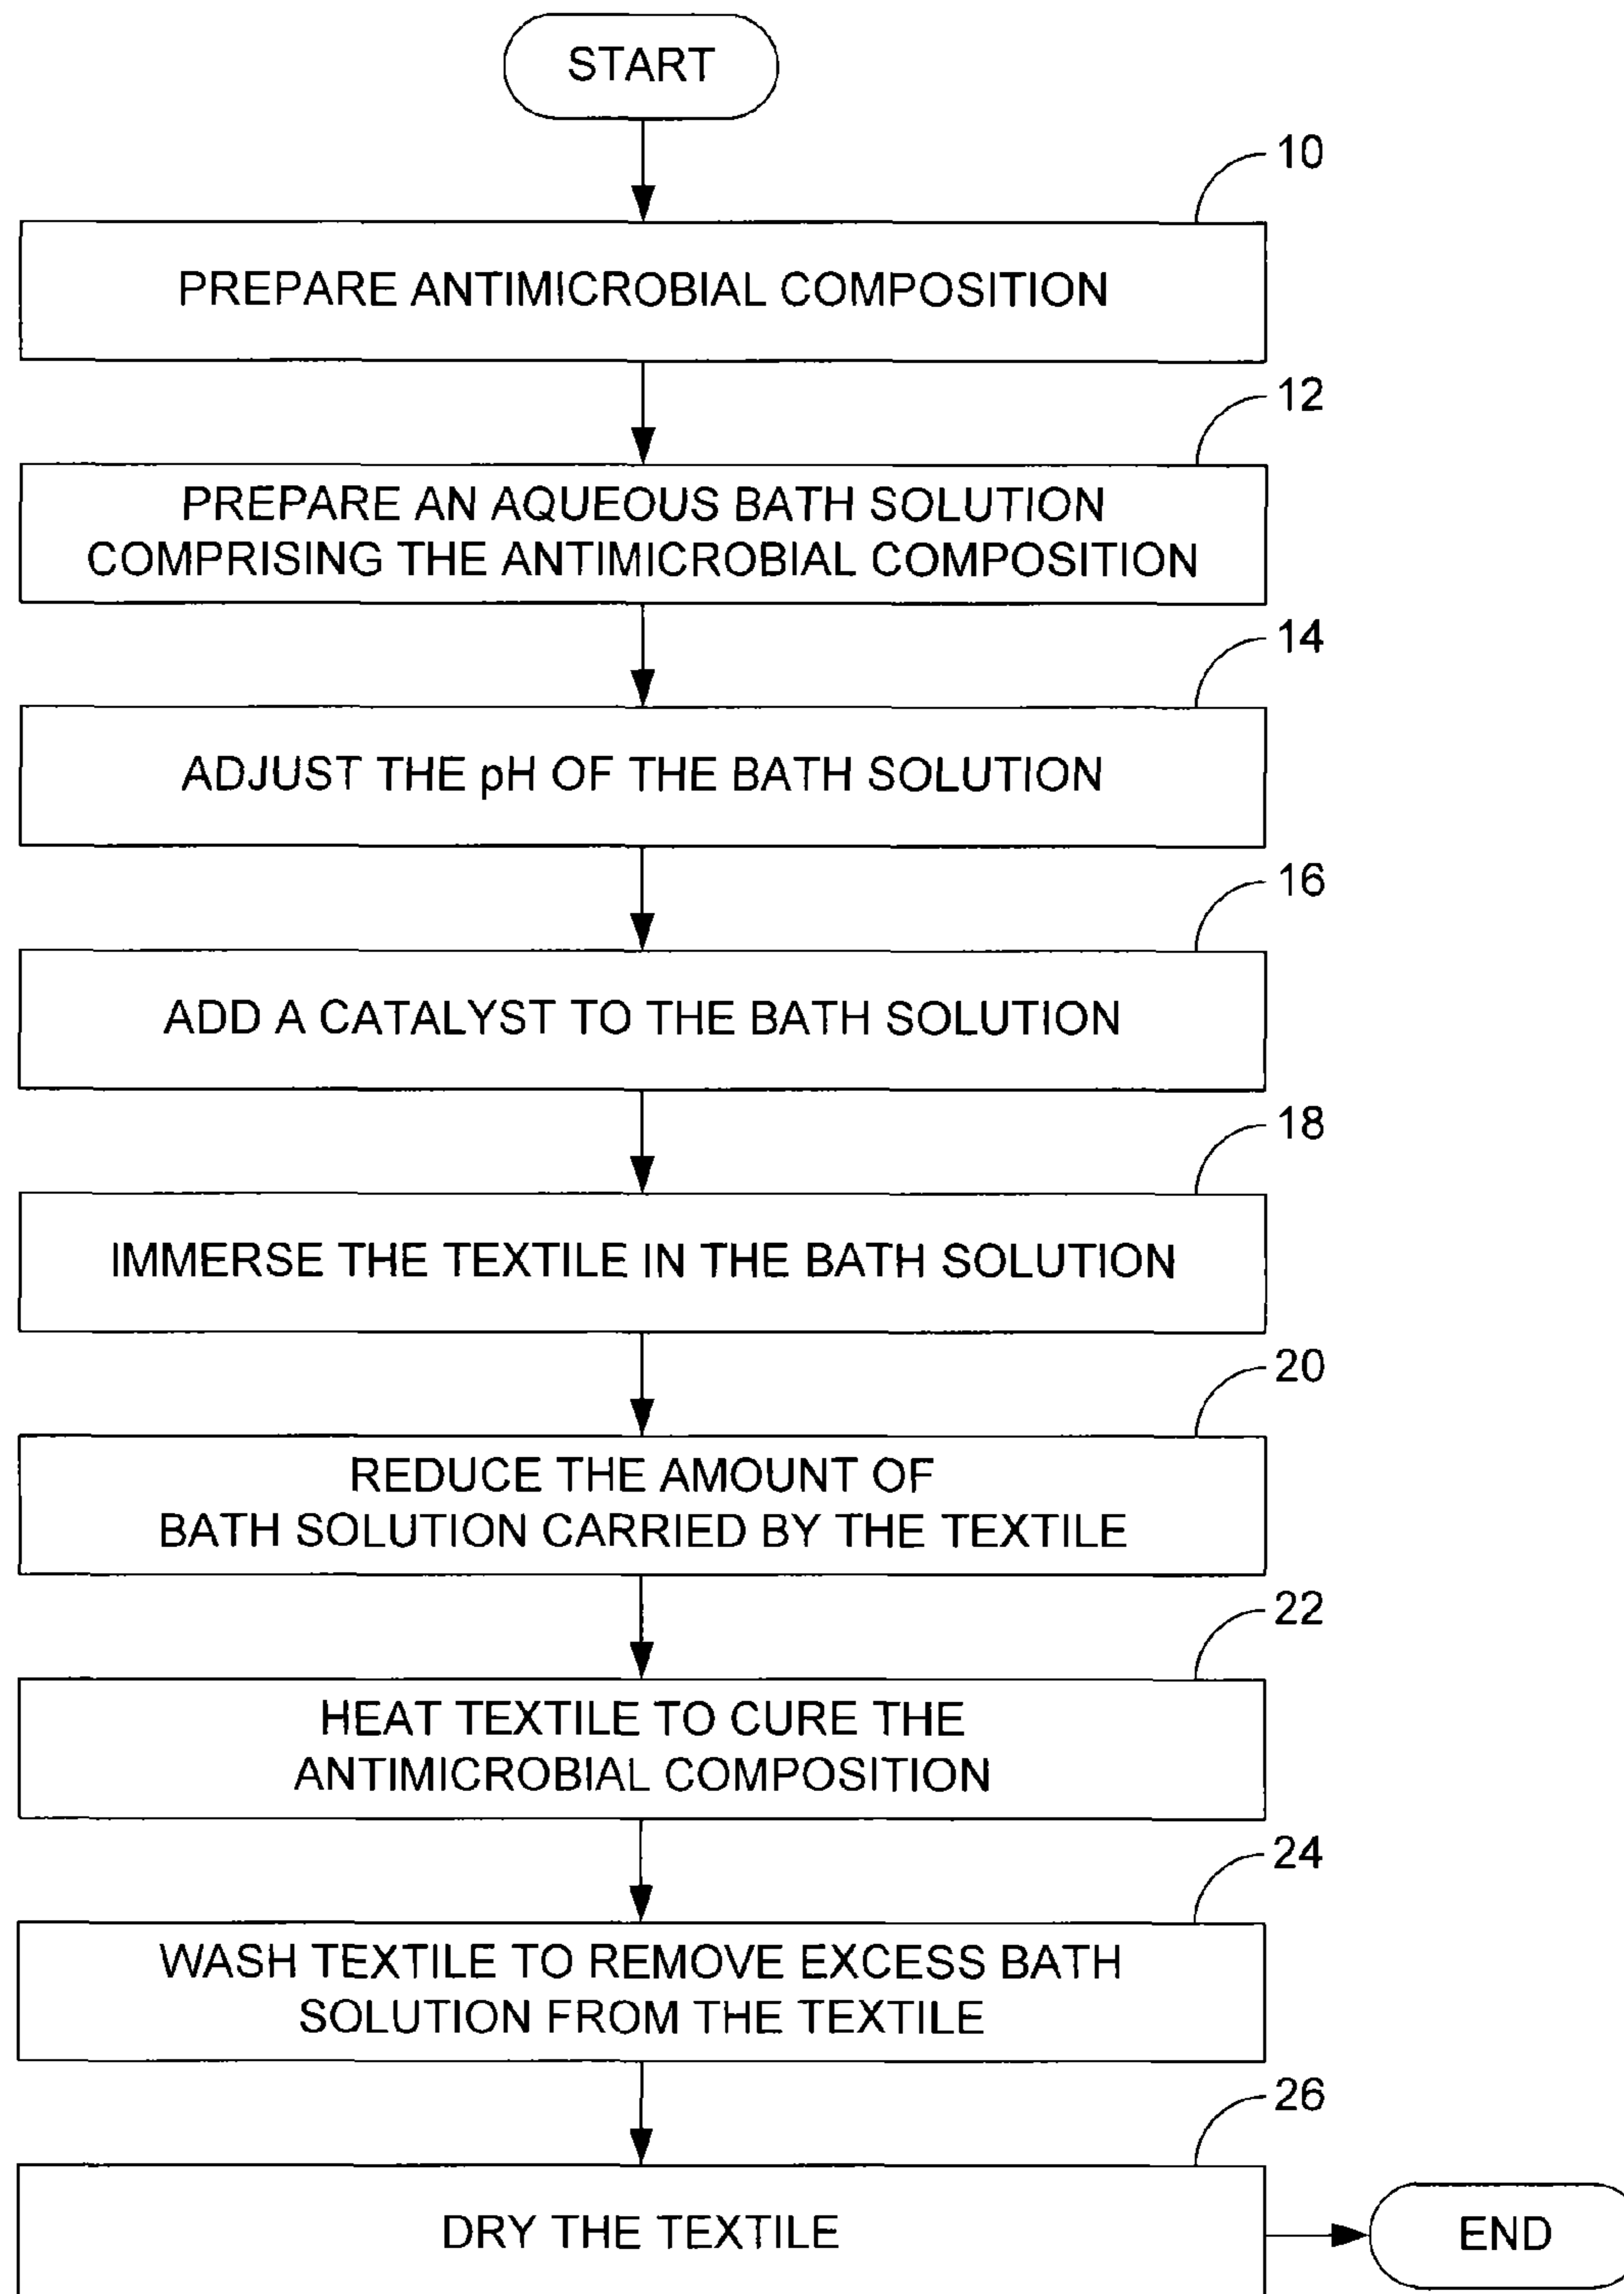 START
10
PREPARE ANTIMICROBIAL COMPOSITION
12
PREPARE AN AQUEOUS BATH SOLUTION
COMPRISING THE ANTIMICROBIAL COMPOSITION
14
ADJUST THE pH OF THE BATH SOLUTION
16
ADD A CATALYST TO THE BATH SOLUTION
18
IMMERSE THE TEXTILE IN THE BATH SOLUTION
20
REDUCE THE AMOUNT OF
BATH SOLUTION CARRIED BY THE TEXTILE
22
HEAT TEXTILE TO CURE THE
ANTIMICROBIAL COMPOSITION
24
WASH TEXTILE TO REMOVE EXCESS BATH
SOLUTION FROM THE TEXTILE
26
DRY THE TEXTILE
END